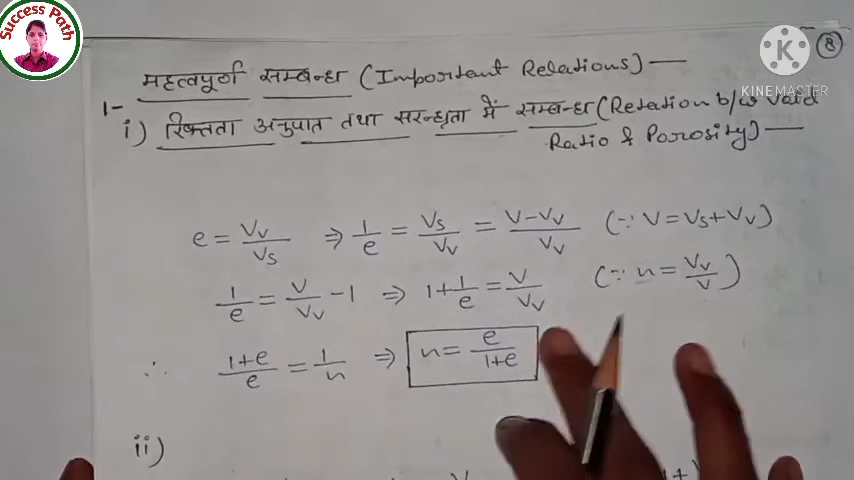 Success Path
KINEMASTER
8
महत्वपूर्ण सम्बन्ध (Important Relations) —
1- i) रिक्तता अनुपात तथा सरन्ध्रता में सम्बन्ध (Relation b/w Void
Ratio & Porosity) —
e = Vv/Vs ⇒ 1/e = Vs/Vv = (V-Vv)/Vv (∵ V = Vs + Vv)
1/e = V/Vv - 1 ⇒ 1 + 1/e = V/Vv (∵ n = Vv/V)
∴ (1+e)/e = 1/n ⇒ n = e/(1+e)
ii)